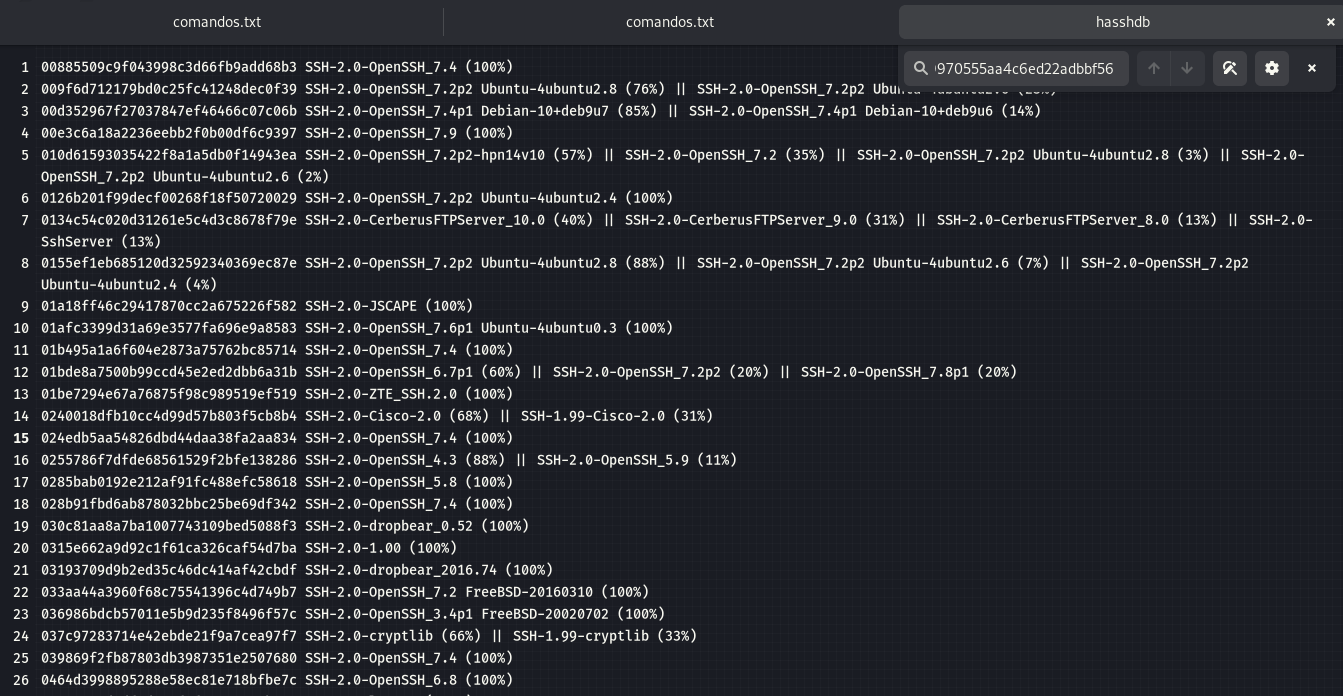 comandos.txt
comandos.txt
hasshdb
970555aa4c6ed22adbbf56
1 00885509c9f043998c3d66fb9add68b3 SSH-2.0-OpenSSH_7.4 (100%)
2 009f6d712179bd0c25fc41248dec0f39 SSH-2.0-OpenSSH_7.2p2 Ubuntu-4ubuntu2.8 (76%) || SSH-2.0-OpenSSH_7.2p2
3 00d352967f27037847ef46466c07c06b SSH-2.0-OpenSSH_7.4p1 Debian-10+deb9u7 (85%) || SSH-2.0-OpenSSH_7.4p1 Debian-10+deb9u6 (14%)
4 00e3c6a18a2236eebb2f0b00df6c9397 SSH-2.0-OpenSSH_7.9 (100%)
5 010d61593035422f8a1a5db0f14943ea SSH-2.0-OpenSSH_7.2p2-hpn14v10 (57%) || SSH-2.0-OpenSSH_7.2 (35%) || SSH-2.0-OpenSSH_7.2p2 Ubuntu-4ubuntu2.8 (3%) || SSH-2.0-
OpenSSH_7.2p2 Ubuntu-4ubuntu2.6 (2%)
6 0126b201f99decf00268f18f50720029 SSH-2.0-OpenSSH_7.2p2 Ubuntu-4ubuntu2.4 (100%)
7 0134c54c020d31261e5c4d3c8678f79e SSH-2.0-CerberusFTPServer_10.0 (40%) || SSH-2.0-CerberusFTPServer_9.0 (31%) || SSH-2.0-CerberusFTPServer_8.0 (13%) || SSH-2.0-
SshServer (13%)
8 0155ef1eb685120d32592340369ec87e SSH-2.0-OpenSSH_7.2p2 Ubuntu-4ubuntu2.8 (88%) || SSH-2.0-OpenSSH_7.2p2 Ubuntu-4ubuntu2.6 (7%) || SSH-2.0-OpenSSH_7.2p2
Ubuntu-4ubuntu2.4 (4%)
9 01a18ff46c29417870cc2a675226f582 SSH-2.0-JSCAPE (100%)
10 01afc3399d31a69e3577fa696e9a8583 SSH-2.0-OpenSSH_7.6p1 Ubuntu-4ubuntu0.3 (100%)
11 01b495a1a6f604e2873a75762bc85714 SSH-2.0-OpenSSH_7.4 (100%)
12 01bde8a7500b99ccd45e2ed2dbb6a31b SSH-2.0-OpenSSH_6.7p1 (60%) || SSH-2.0-OpenSSH_7.2p2 (20%) || SSH-2.0-OpenSSH_7.8p1 (20%)
13 01be7294e67a76875f98c989519ef519 SSH-2.0-ZTE_SSH.2.0 (100%)
14 0240018dfb10cc4d99d57b803f5cb8b4 SSH-2.0-Cisco-2.0 (68%) || SSH-1.99-Cisco-2.0 (31%)
15 024edb5aa54826dbd44daa38fa2aa834 SSH-2.0-OpenSSH_7.4 (100%)
16 0255786f7dfde68561529f2bfe138286 SSH-2.0-OpenSSH_4.3 (88%) || SSH-2.0-OpenSSH_5.9 (11%)
17 0285bab0192e212af91fc488efc58618 SSH-2.0-OpenSSH_5.8 (100%)
18 028b91fbd6ab878032bbc25be69df342 SSH-2.0-OpenSSH_7.4 (100%)
19 030c81aa8a7ba1007743109bed5088f3 SSH-2.0-dropbear_0.52 (100%)
20 0315e662a9d92c1f61ca326caf54d7ba SSH-2.0-1.00 (100%)
21 03193709d9b2ed35c46dc414af42cbdf SSH-2.0-dropbear_2016.74 (100%)
22 033aa44a3960f68c75541396c4d749b7 SSH-2.0-OpenSSH_7.2 FreeBSD-20160310 (100%)
23 036986bdcb57011e5b9d235f8496f57c SSH-2.0-OpenSSH_3.4p1 FreeBSD-20020702 (100%)
24 037c97283714e42ebde21f9a7cea97f7 SSH-2.0-cryptlib (66%) || SSH-1.99-cryptlib (33%)
25 039869f2fb87803db3987351e2507680 SSH-2.0-OpenSSH_7.4 (100%)
26 0464d3998895288e58ec81e718bfbe7c SSH-2.0-OpenSSH_6.8 (100%)